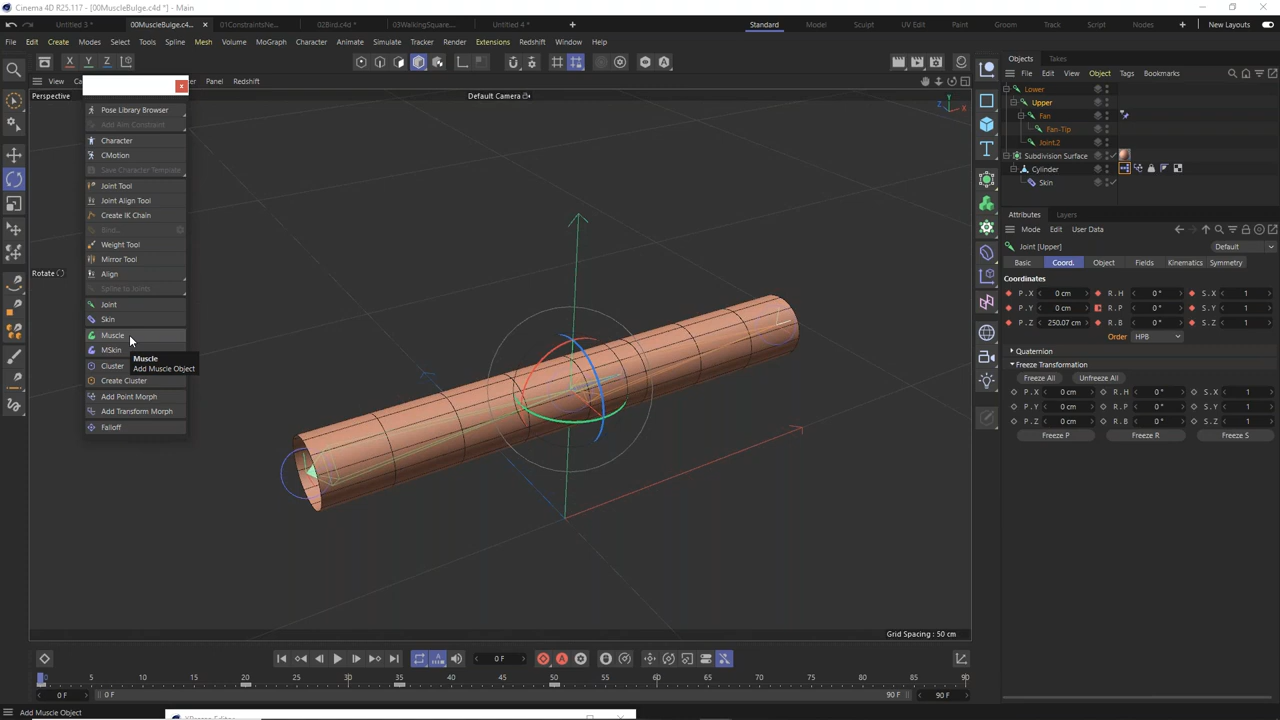 Cinema 4D R25.117 - [00MuscleBulge.c4d *] - Main
Untitled 3 *
00MuscleBulge.c4...
01ConstraintsNe...
02Bird.c4d *
03WalkingSquare....
Untitled 4 *
Standard
Model
Sculpt
UV Edit
Paint
Groom
Track
Script
Nodes
New Layouts
File
Edit
Create
Modes
Select
Tools
Spline
Mesh
Volume
MoGraph
Character
Animate
Simulate
Tracker
Render
Extensions
Redshift
Window
Help
X
Y
Z
View
Panel
Redshift
Perspective
Default Camera
Rotate
Pose Library Browser
Add Aim Constraint
Character
CMotion
Save Character Template...
Joint Tool
Joint Align Tool
Create IK Chain
Bind...
Weight Tool
Mirror Tool
Align
Spline to Joints
Joint
Skin
Muscle
MSkin
Muscle
Add Muscle Object
Cluster
Create Cluster
Add Point Morph
Add Transform Morph
Falloff
Y
Z
X
Grid Spacing : 50 cm
Objects
Takes
File
Edit
View
Object
Tags
Bookmarks
Lower
Upper
Fan
Fan-Tip
Joint.2
Subdivision Surface
Cylinder
Skin
Attributes
Layers
Mode
Edit
User Data
Joint [Upper]
Default
Basic
Coord.
Object
Fields
Kinematics
Symmetry
Coordinates
P . X 0 cm R . H 0 ° S . X 1
P . Y 0 cm R . P 0 ° S . Y 1
P . Z 250.07 cm R . B 0 ° S . Z 1
Order HPB
Quaternion
Freeze Transformation
Freeze All
Unfreeze All
P . X 0 cm R . H 0 ° S . X 1
P . Y 0 cm R . P 0 ° S . Y 1
P . Z 0 cm R . B 0 ° S . Z 1
Freeze P
Freeze R
Freeze S
0 F
0 5 10 15 20 25 30 35 40 45 50 55 60 65 70 75 80 85 90
0 F
0 F
90 F
90 F
Add Muscle Object